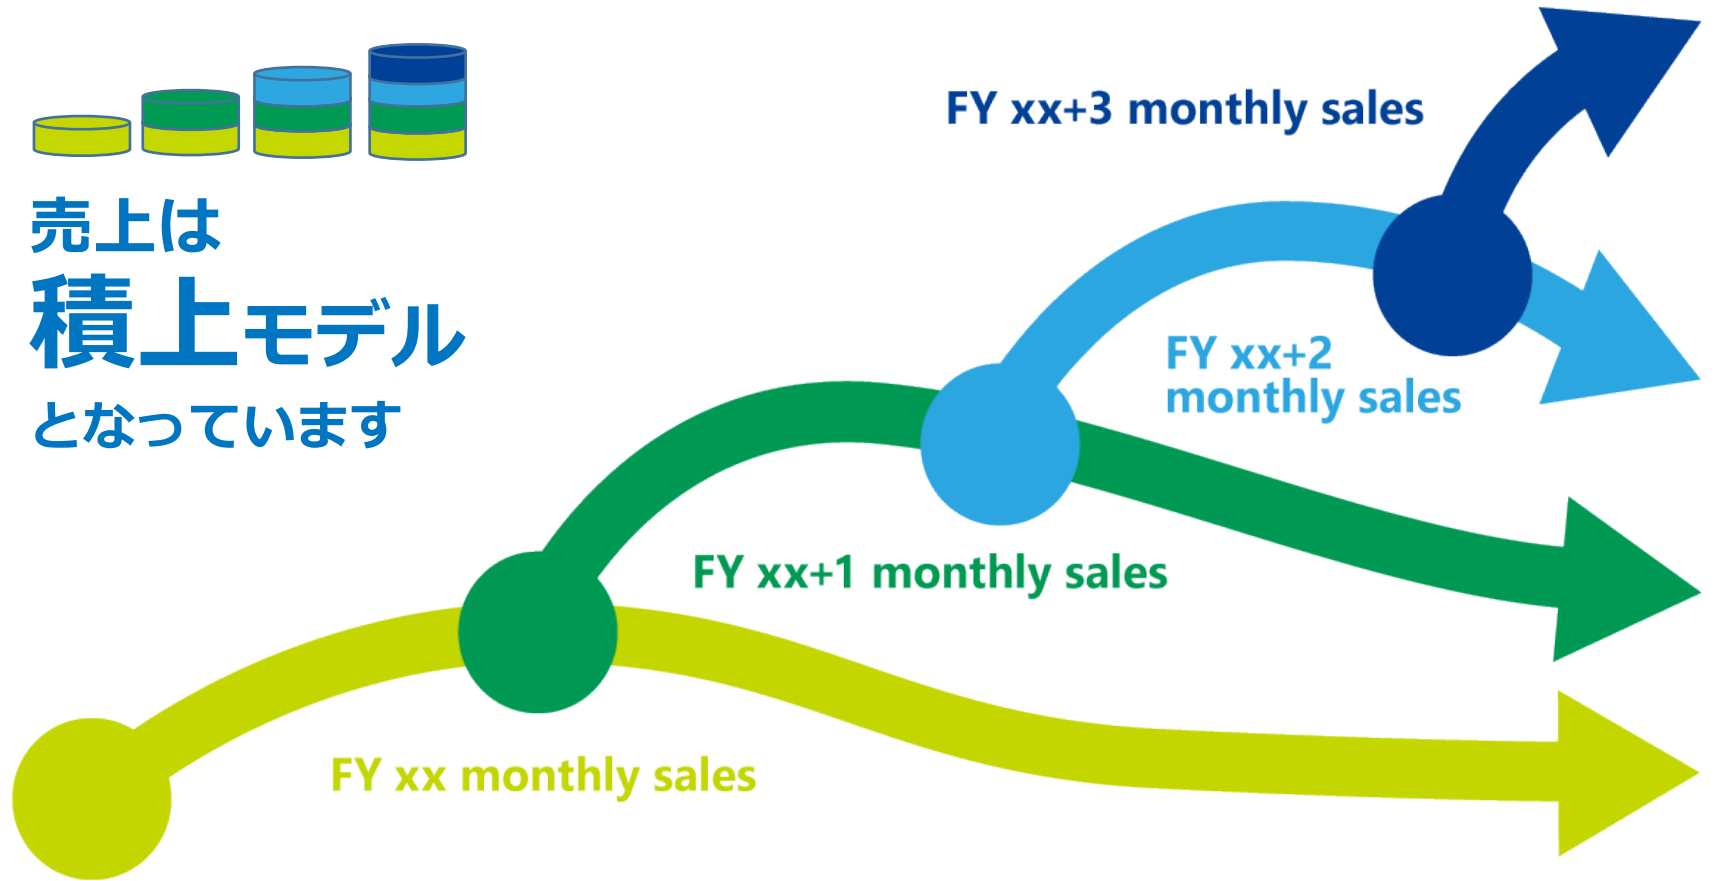 売上は
積上モデル
となっています
FY xx+3 monthly sales
FY xx+2
monthly sales
FY xx+1 monthly sales
FY xx monthly sales